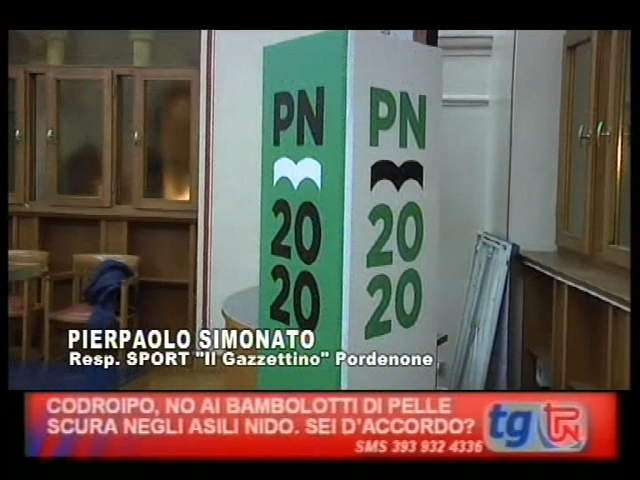 PN
20
20
PN
20
20
PIERPAOLO SIMONATO
Resp. SPORT "Il Gazzettino" Pordenone
CODROIPO, NO AI BAMBOLOTTI DI PELLE
SCURA NEGLI ASILI NIDO. SEI D'ACCORDO?
SMS 393 932 4336
tg TPN